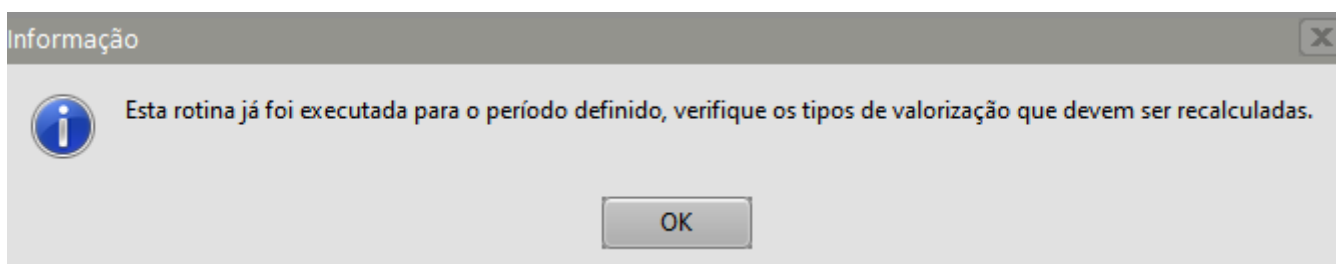 Informação
Esta rotina já foi executada para o período definido, verifique os tipos de valorização que devem ser recalculadas.
OK